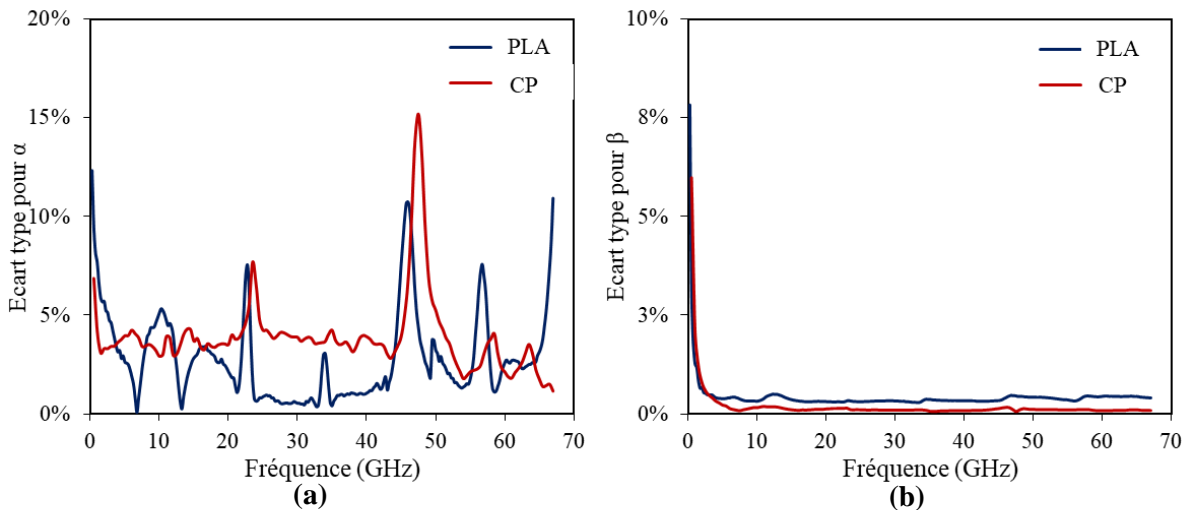 20%
15%
10%
5%
0%
Ecart type pour α
PLA
CP
0 10 20 30 40 50 60 70
Fréquence (GHz)
(a)
10%
8%
5%
3%
0%
Ecart type pour β
PLA
CP
0 10 20 30 40 50 60 70
Fréquence (GHz)
(b)